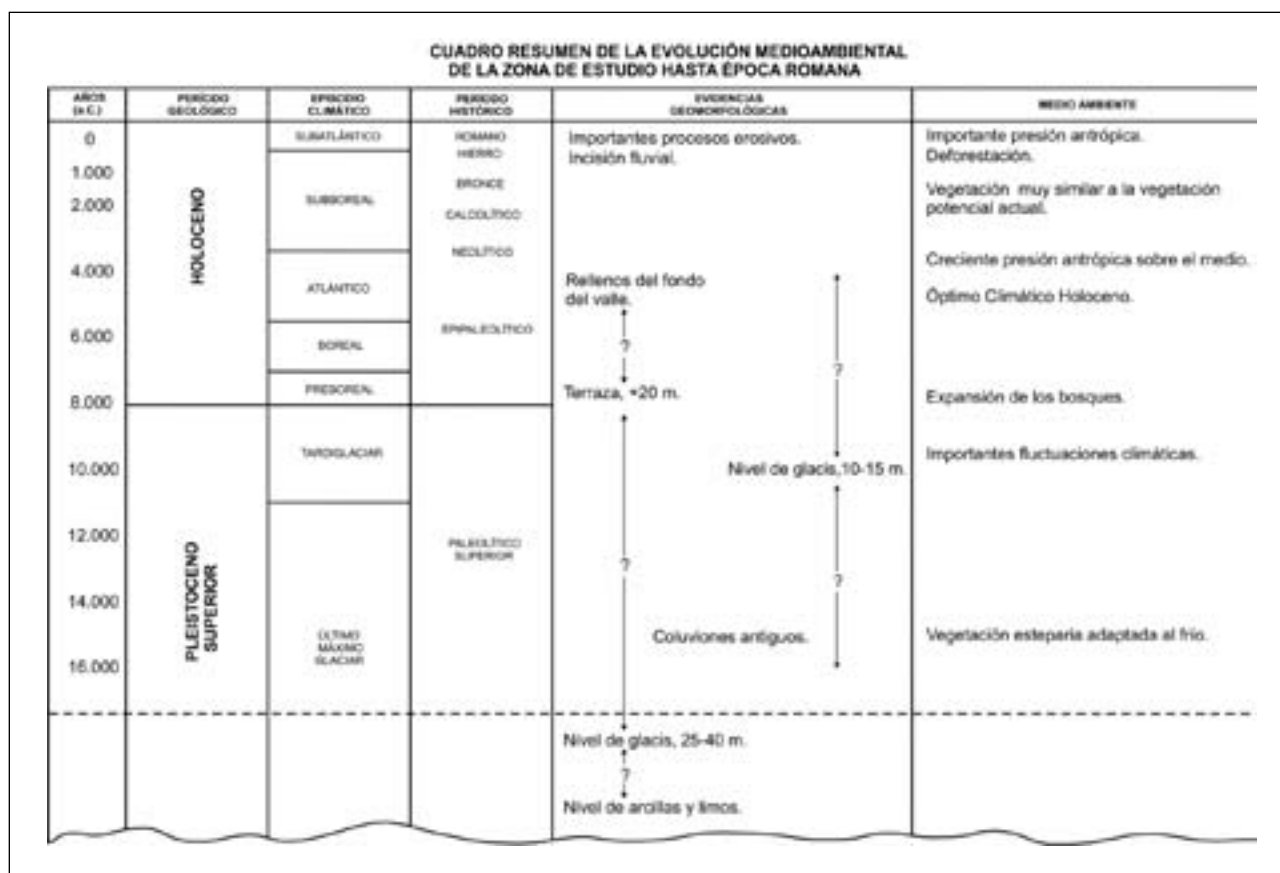 CUADRO RESUMEN DE LA EVOLUCIÓN MEDIOAMBIENTAL
DE LA ZONA DE ESTUDIO HASTA ÉPOCA ROMANA
AÑOS
(a.C.)
PERÍODO
GEOLÓGICO
EPISODIO
CLIMÁTICO
PERÍODO
HISTÓRICO
EVIDENCIAS
GEOMORFOLÓGICAS
MEDIO AMBIENTE
0
1.000
2.000
4.000
6.000
8.000
10.000
12.000
14.000
16.000
HOLOCENO
PLEISTOCENO
SUPERIOR
SUBATLÁNTICO
SUBBOREAL
ATLÁNTICO
BOREAL
PREBOREAL
TARDIGLACIAR
ÚLTIMO
MÁXIMO
GLACIAR
ROMANO
HIERRO
BRONCE
CALCOLÍTICO
NEOLÍTICO
EPIPALEOLÍTICO
PALEOLÍTICO
SUPERIOR
Importantes procesos erosivos.
Incisión fluvial.
Rellenos del fondo
del valle.
?
Terraza, +20 m.
?
Nivel de glacis,10-15 m.
?
?
Coluviones antiguos.
Nivel de glacis, 25-40 m.
?
Nivel de arcillas y limos.
Importante presión antrópica.
Deforestación.
Vegetación muy similar a la vegetación
potencial actual.
Creciente presión antrópica sobre el medio.
Óptimo Climático Holoceno.
Expansión de los bosques.
Importantes fluctuaciones climáticas.
Vegetación esteparia adaptada al frío.